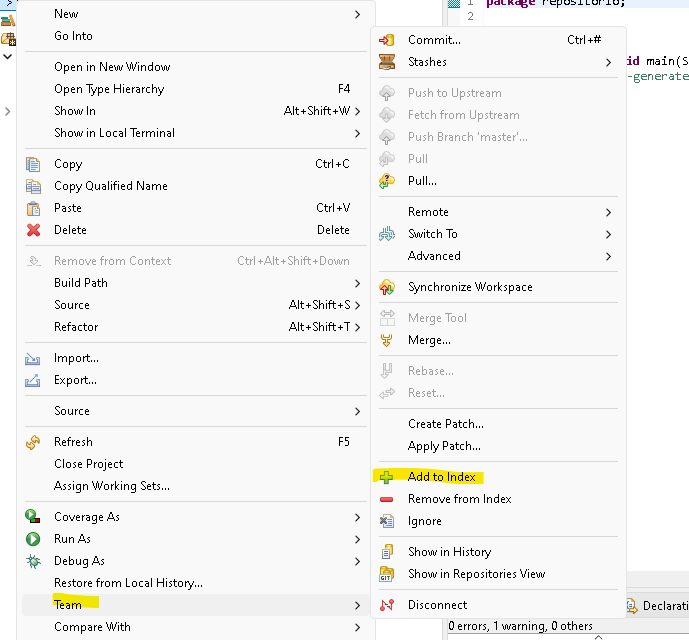 New
Go Into
Open in New Window
Open Type Hierarchy F4
Show In Alt+Shift+W
Show in Local Terminal
Copy Ctrl+C
Copy Qualified Name
Paste Ctrl+V
Delete Delete
Remove from Context Ctrl+Alt+Shift+Down
Build Path
Source Alt+Shift+S
Refactor Alt+Shift+T
Import...
Export...
Source
Refresh F5
Close Project
Assign Working Sets...
Coverage As
Run As
Debug As
Restore from Local History...
Team
Compare With
Commit... Ctrl+#
Stashes
Push to Upstream
Fetch from Upstream
Push Branch 'master'...
Pull
Pull...
Remote
Switch To
Advanced
Synchronize Workspace
Merge Tool
Merge...
Rebase...
Reset...
Create Patch...
Apply Patch...
Add to Index
Remove from Index
Ignore
Show in History
GIT Show in Repositories View
Disconnect
1 package repositorio;
2
id main(S
-generate
Declarati
0 errors, 1 warning, 0 others